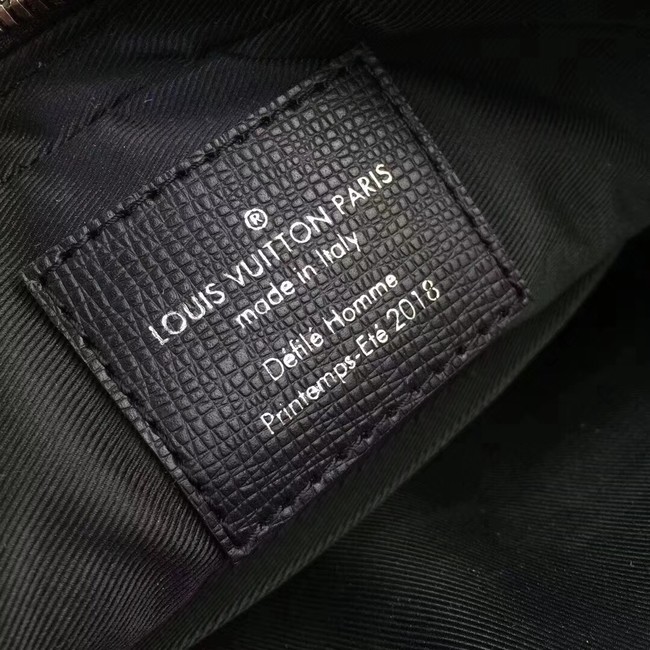 ®
LOUIS VUITTON PARIS
made in Italy
Défilé Homme
Printemps-Eté 2018